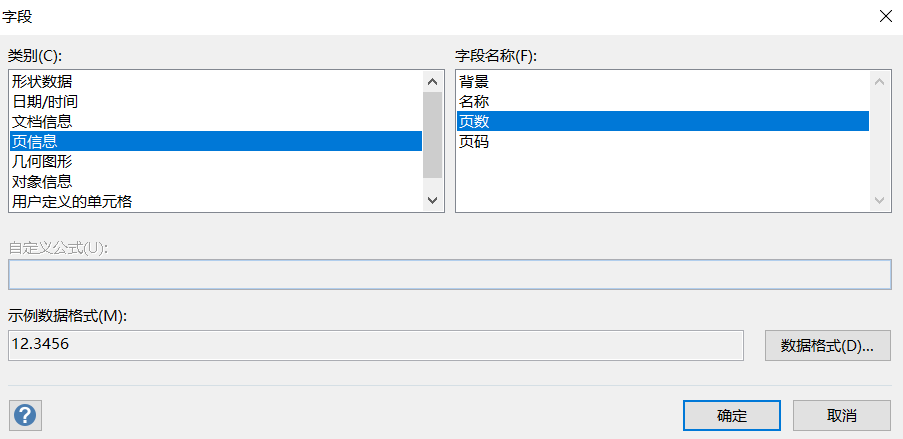 字段
类别(C):
字段名称(F):
形状数据
日期/时间
文档信息
页信息
几何图形
对象信息
用户定义的单元格
背景
名称
页数
页码
自定义公式(U):
示例数据格式(M):
12.3456
数据格式(D)...
?
确定
取消